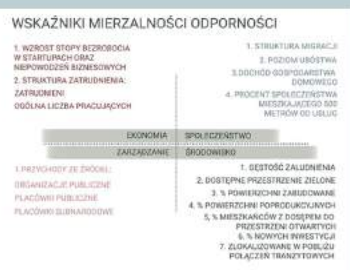 WSKAŹNIKI MIERZALNOŚCI ODPORNOŚCI
1. WZROST STOPY BEZROBOCIA
W STARTUPACH ORAZ
NIEPOWODZEŃ BIZNESOWYCH
2. STRUKTURA ZATRUDNIENIA:
ZATRUDNIENI
OGÓLNA LICZBA PRACUJĄCYCH
1. STRUKTURA MIGRACJI
2. POZIOM UBÓSTWA
3.DOCHÓD GOSPODARSTWA
DOMOWEGO
4. PROCENT SPOŁECZEŃSTWA
MIESZKAJĄCEGO 500
METRÓW OD USŁUG
EKONOMIA
SPOŁECZEŃSTWO
ZARZĄDZANIE
ŚRODOWISKO
1.PRZYCHODY ZE ŹRÓDEŁ:
ORGANIZACJE PUBLICZNE
PLACÓWKI PUBLICZNE
PLACÓWKI SUBNARODOWE
1. GĘSTOŚĆ ZALUDNIENIA
2. DOSTĘPNE PRZESTRZENIE ZIELONE
3. % POWIERZCHNI ZABUDOWANE
4. % POWIERZCHNI POPRODUKCYJNYCH
5. % MIESZKAŃCÓW Z DOSTĘPEM DO
PRZESTRZENI OTWARTYCH
6. % NOWYCH INWESTYCJI
7. ZLOKALIZOWANE W POBLIŻU
POŁĄCZEŃ TRANZYTOWYCH